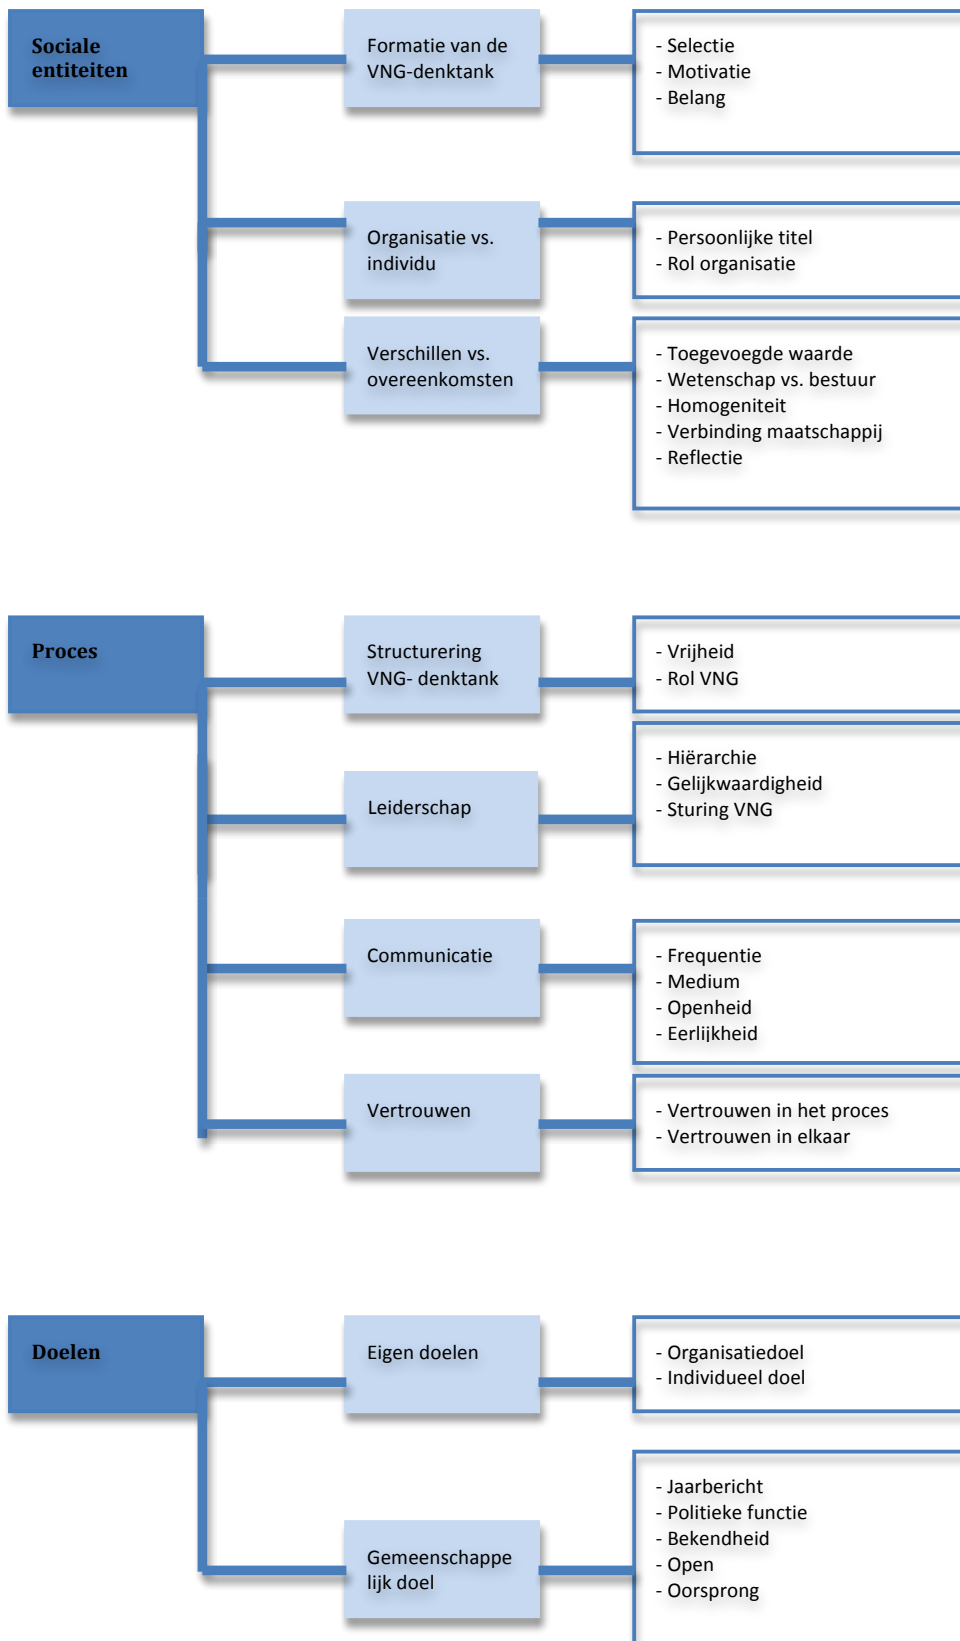 Sociale
entiteiten
Formatie van de
VNG-denktank
- Selectie
- Motivatie
- Belang
Organisatie vs.
individu
- Persoonlijke titel
- Rol organisatie
Verschillen vs.
overeenkomsten
- Toegevoegde waarde
- Wetenschap vs. bestuur
- Homogeniteit
- Verbinding maatschappij
- Reflectie
Proces
Structurering
VNG- denktank
- Vrijheid
- Rol VNG
Leiderschap
- Hiërarchie
- Gelijkwaardigheid
- Sturing VNG
Communicatie
- Frequentie
- Medium
- Openheid
- Eerlijkheid
Vertrouwen
- Vertrouwen in het proces
- Vertrouwen in elkaar
Doelen
Eigen doelen
- Organisatiedoel
- Individueel doel
Gemeenschappe
lijk doel
- Jaarbericht
- Politieke functie
- Bekendheid
- Open
- Oorsprong